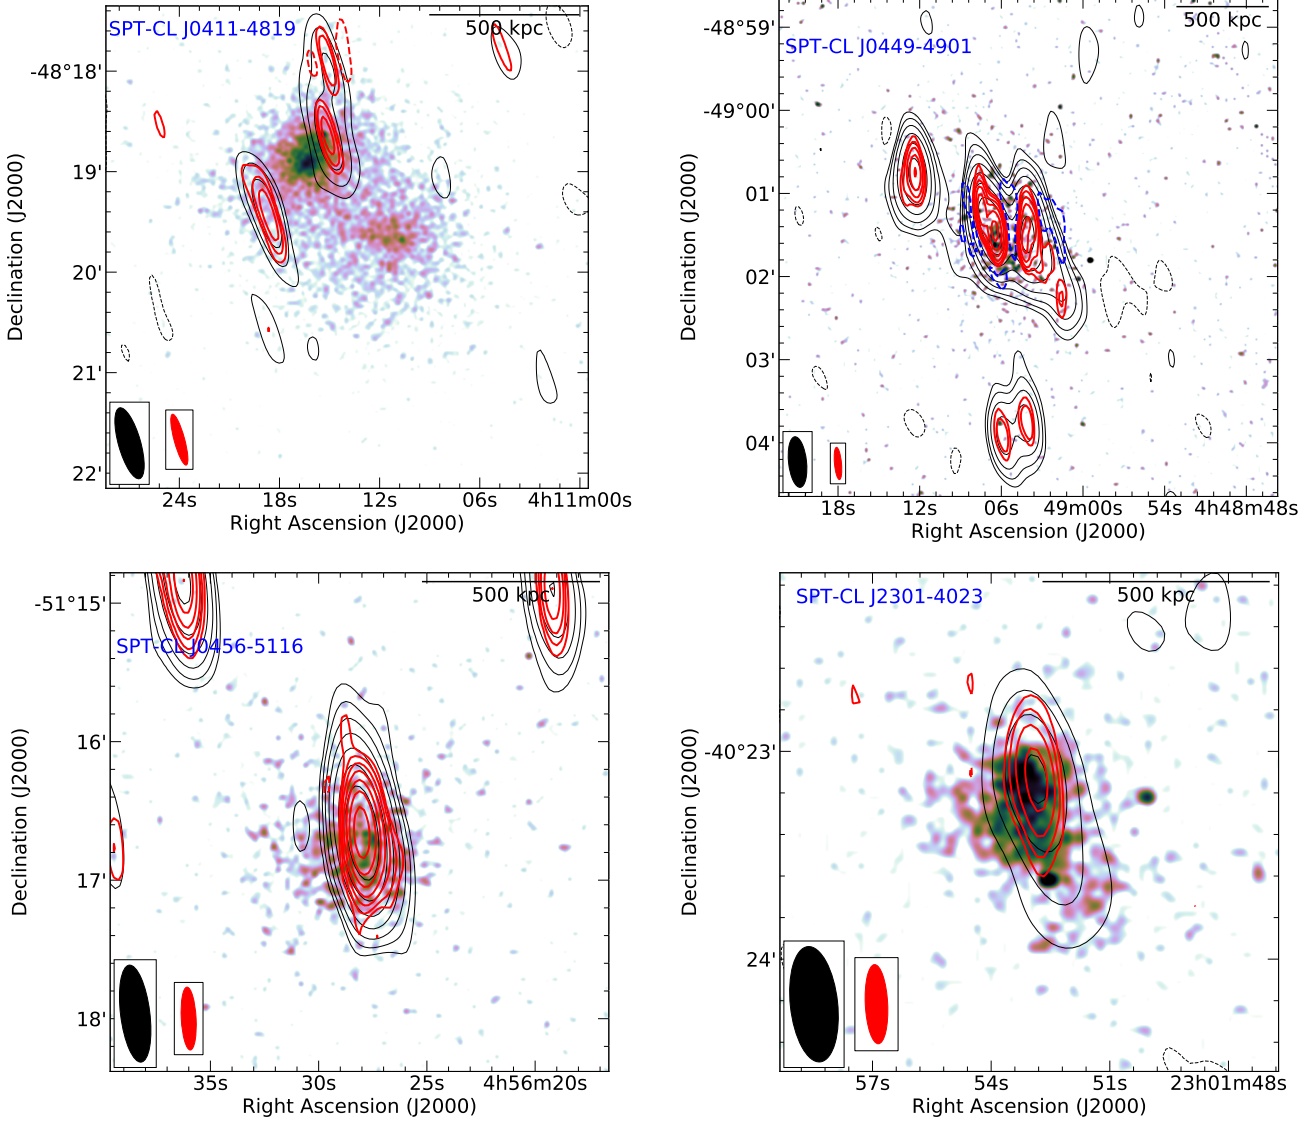 SPT-CL J0411-4819
500 kpc
-48°18'
19'
20'
21'
22'
24s 18s 12s 06s 4h11m00s
Right Ascension (J2000)
Declination (J2000)
SPT-CL J0449-4901
500 kpc
-48°59'
-49°00'
01'
02'
03'
04'
18s 12s 06s 49m00s 54s 4h48m48s
Right Ascension (J2000)
Declination (J2000)
SPT-CL J0456-5116
500 kpc
-51°15'
16'
17'
18'
35s 30s 25s 4h56m20s
Right Ascension (J2000)
Declination (J2000)
SPT-CL J2301-4023
500 kpc
-40°23'
24'
57s 54s 51s 23h01m48s
Right Ascension (J2000)
Declination (J2000)